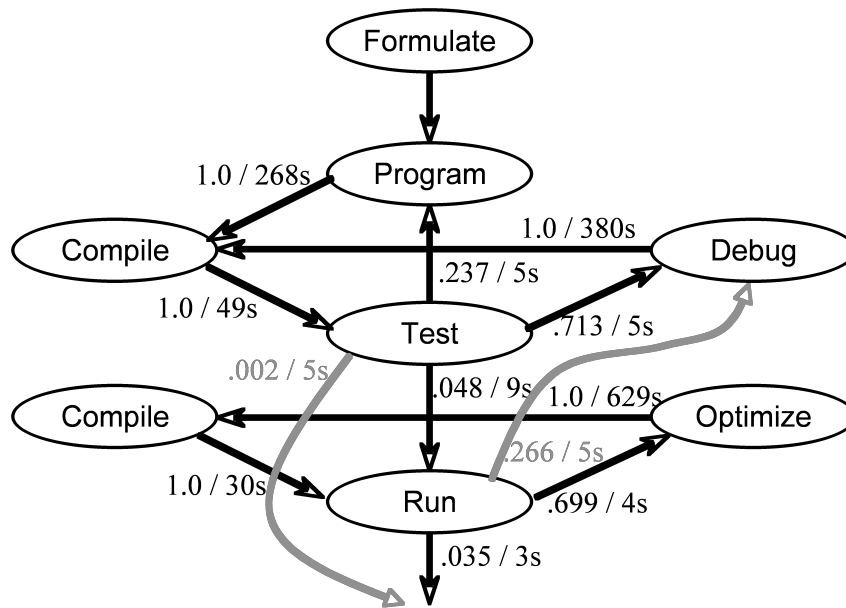 Formulate
Program
1.0 / 268s
1.0 / 380s
Compile
Debug
.237 / 5s
1.0 / 49s
Test
.713 / 5s
.002 / 5s
.048 / 9s
1.0 / 629s
Compile
Optimize
.266 / 5s
1.0 / 30s
Run
.699 / 4s
.035 / 3s